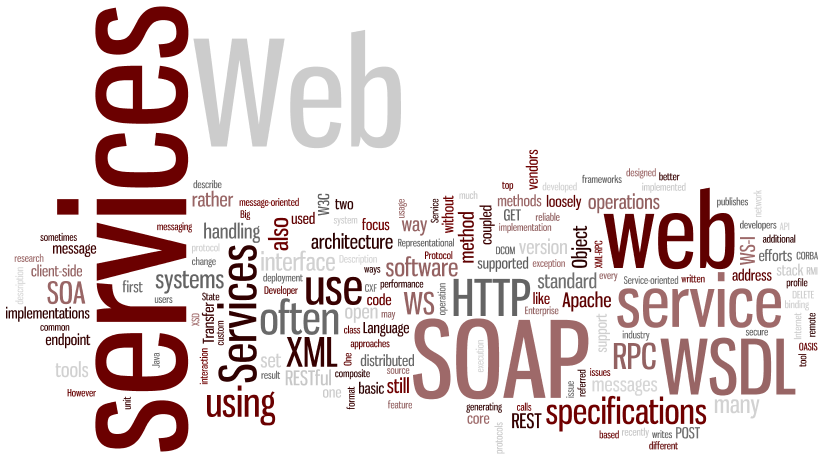 services
Web
describe
rather
message-oriented
W3C
two
Big
used
usage
Service
without
much
top
vendors
developed
frameworks
designed
better
implemented
methods
loosely
operations
publishes
network
messaging
handling
also
system
focus
way
method
coupled
GET
reliable
implementation
Object
web
developers
API
sometimes
message
protocol
architecture
Representational
DCOM
version
XML-RPC
WS-I
additional
research
client-side
change
Services
interface
Description
Protocol
supported
exception
efforts
CORBA
description
first
systems
deployment
ways
software
standard
every
Service-oriented
written
address
stack
RMI
SOA
users
State
Developer
use
CXF
performance
code
WS
operation
HTTP
like
Apache
service
profile
DELETE
binding
implementations
XSD
Transfer
custom
often
open
may
Enterprise
support
Internet
remote
common
endpoint
class
Language
SOAP
industry
secure
Java
interaction
XML
One
approaches
execution
RPC
WSDL
OASIS
tool
tools
set
distributed
result
RESTful
composite
source
issue
referred
issues
messages
However
one
format
basic
still
unit
using
feature
generating
core
calls
REST
specifications
many
protocols
based
recently
writes
POST
different